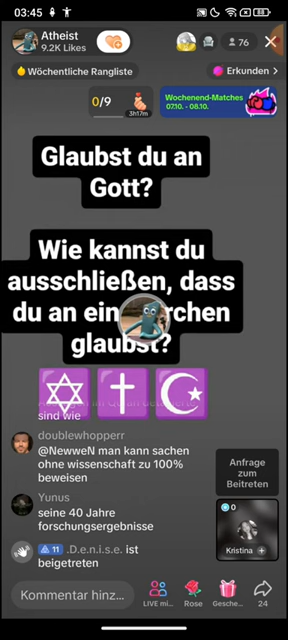 03:45
88
Atheist
9.2K Likes
76
Wöchentliche Rangliste
Erkunden >
0/9
3h17m
Wochenend-Matches
07.10. - 08.10.
Glaubst du an
Gott?
Wie kannst du
ausschließen, dass
du an ein rchen
glaubst?
sind wie
doublewhopperr
@NewweN man kann sachen
ohne wissenschaft zu 100%
beweisen
Anfrage
zum
Beitreten
Yunus
seine 40 Jahre
forschungsergebnisse
0
Kristina +
11 .D.e.n.i.s.e. ist
beigetreten
Kommentar hinz...
LIVE mi...
Rose
Gesche...
24